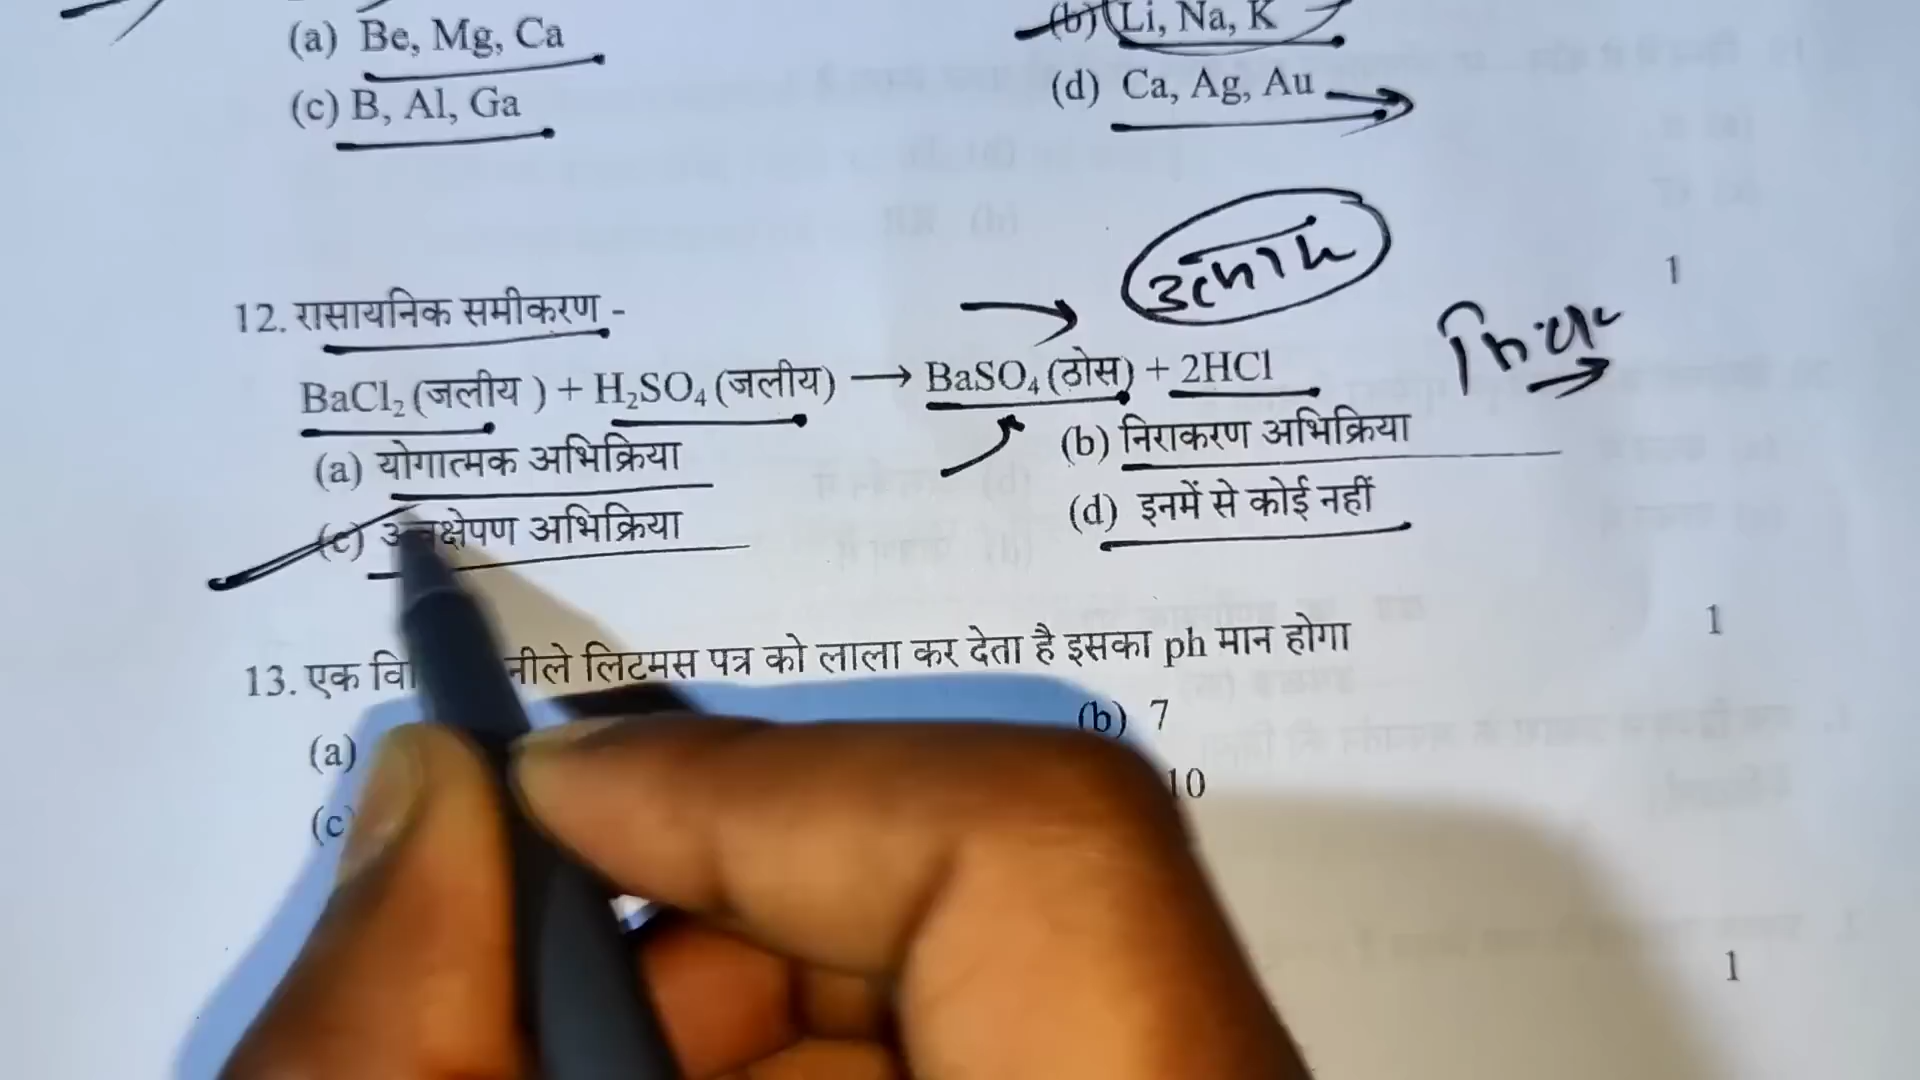 (a) Be, Mg, Ca (b) Li, Na, K
(c) B, Al, Ga (d) Ca, Ag, Au
1
12. रासायनिक समीकरण -
BaCl₂ (जलीय ) + H₂SO₄ (जलीय) → BaSO₄ (ठोस) + 2HCl
(a) योगात्मक अभिक्रिया (b) निराकरण अभिक्रिया
(c) अवक्षेपण अभिक्रिया (d) इनमें से कोई नहीं
1
13. एक नीले लिटमस पत्र को लाला कर देता है इसका ph मान होगा
(a) (b) 7
(c) 10
1